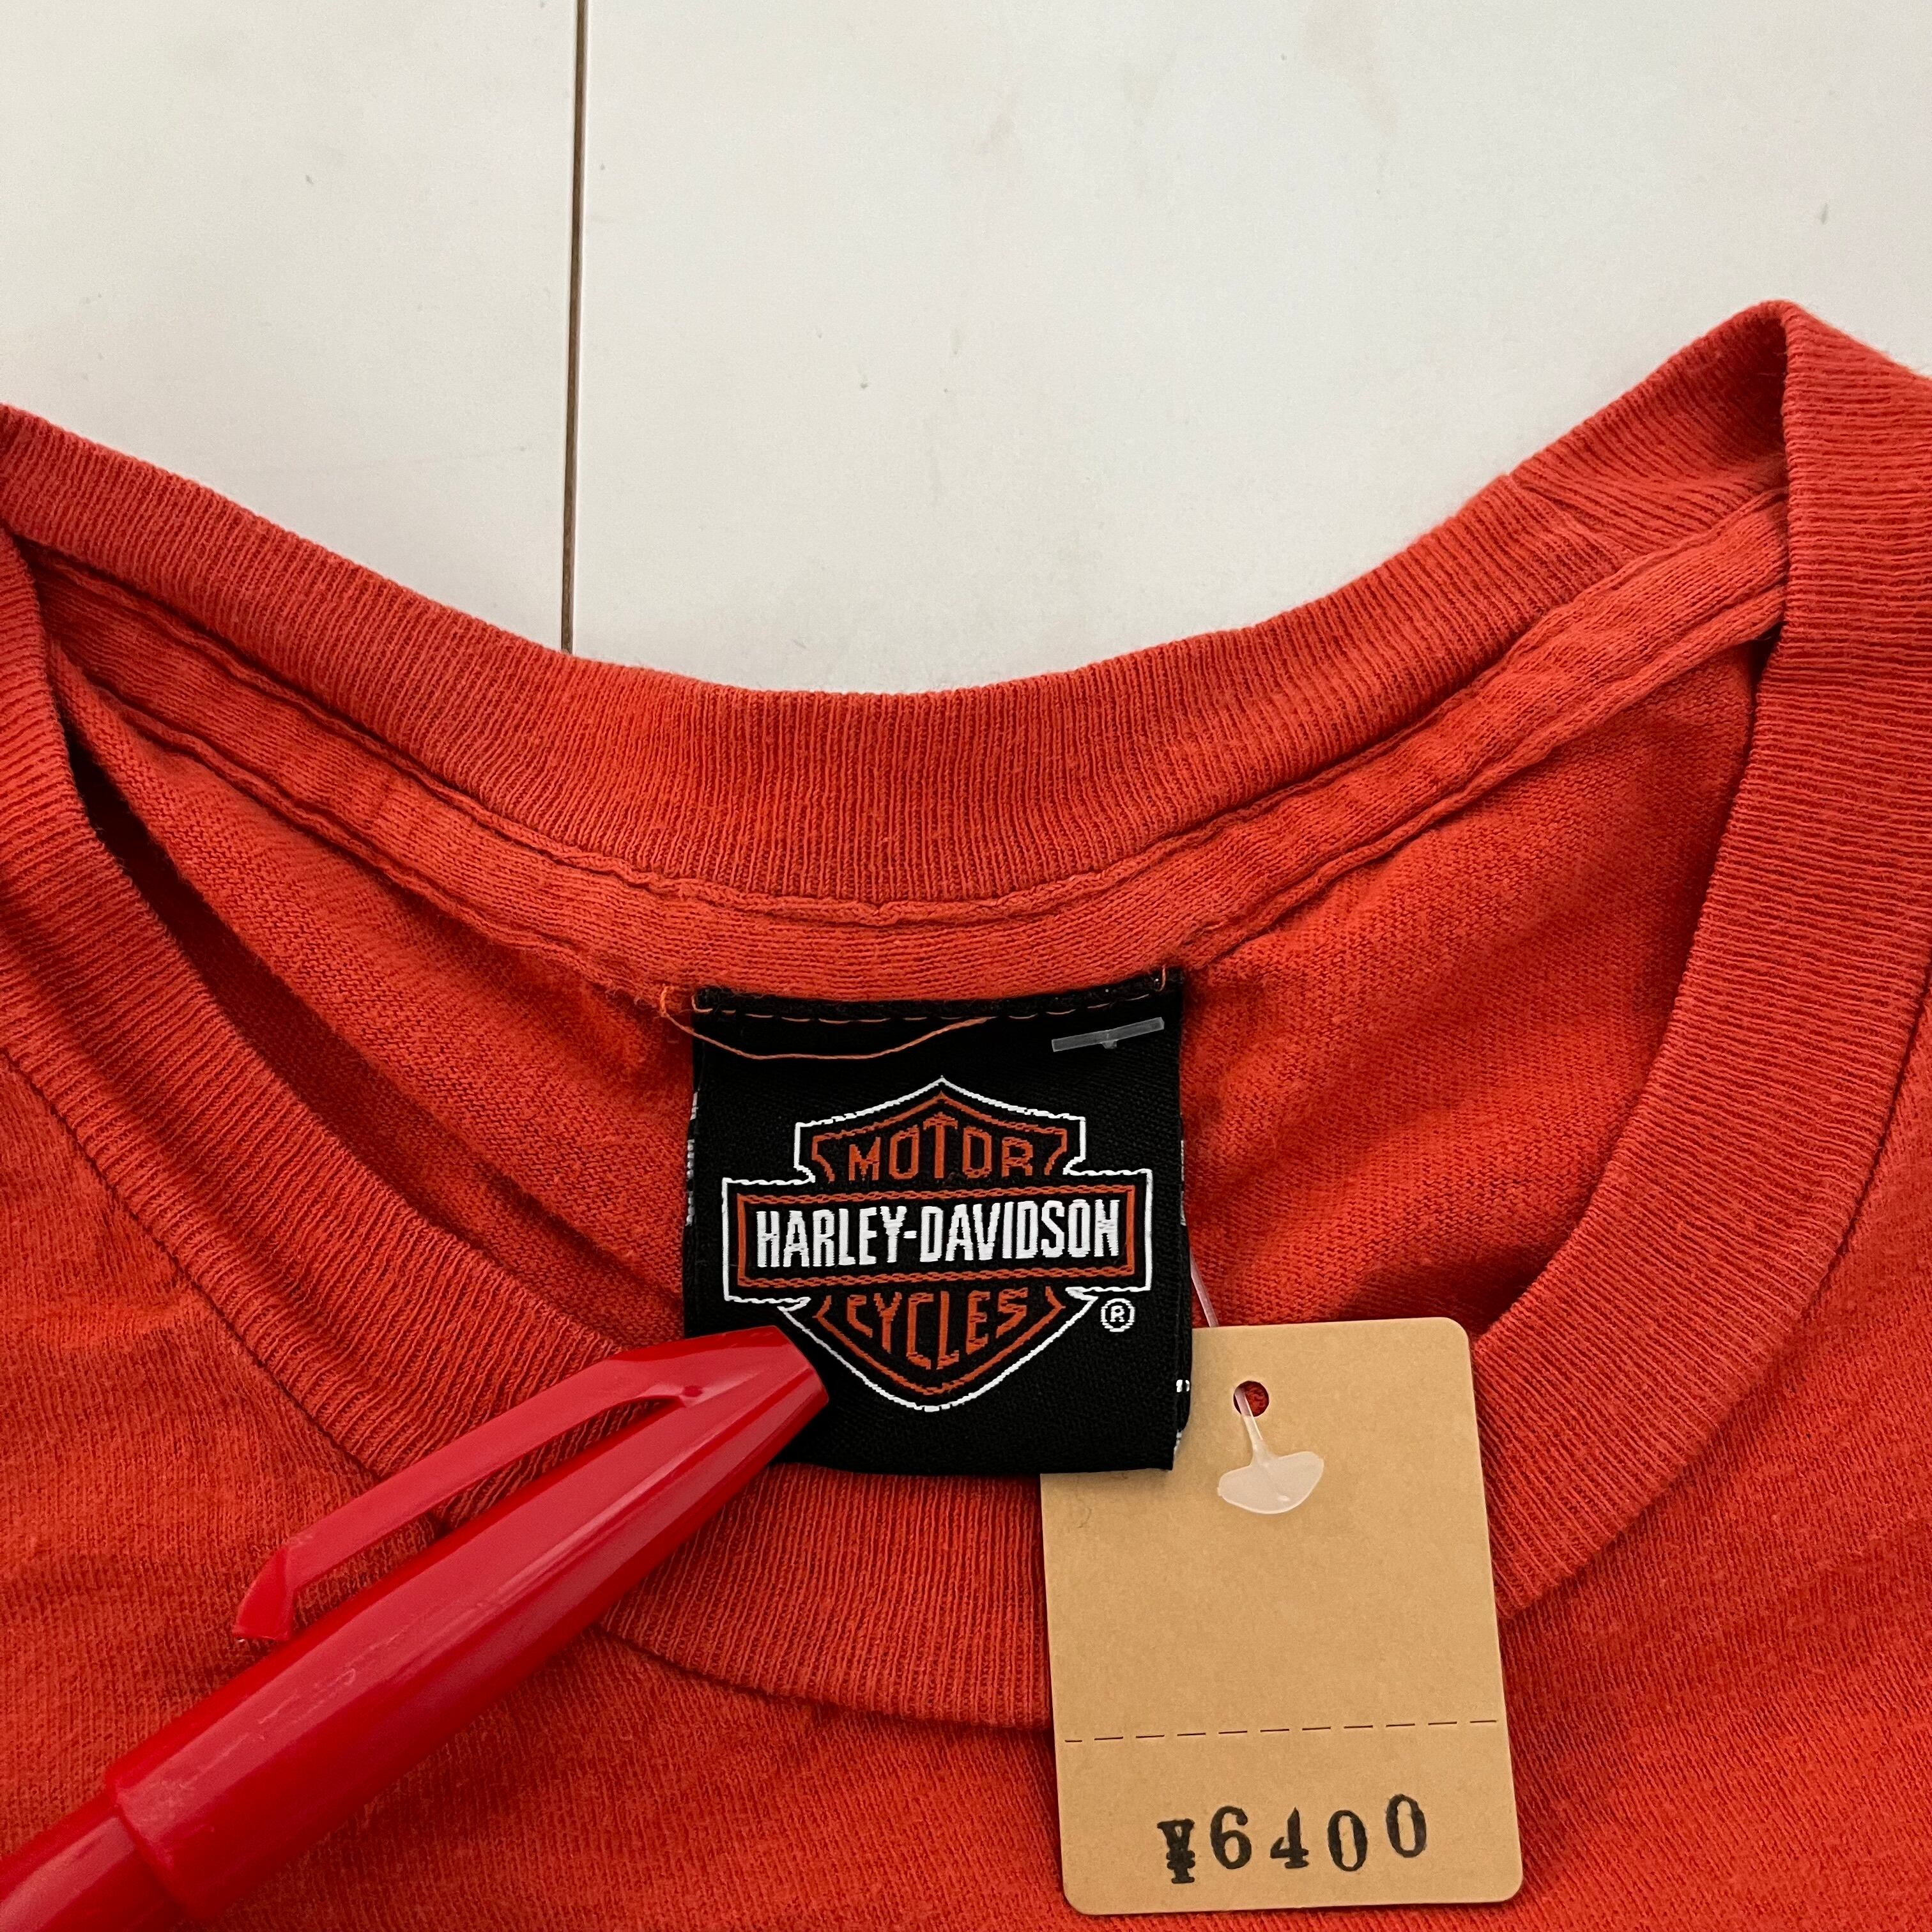 MOTOR
HARLEY-DAVIDSON
CYCLES
®
¥6400